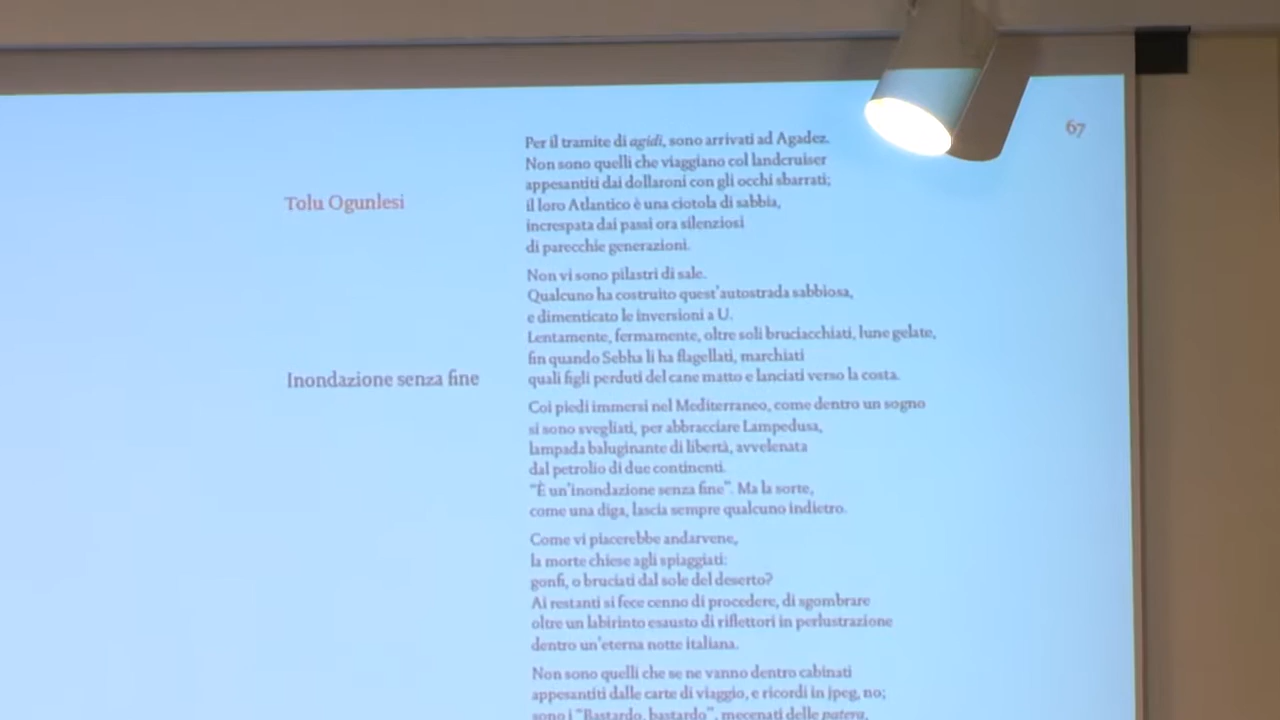 67
Tolu Ogunlesi
Inondazione senza fine
Per il tramite di agidi, sono arrivati ad Agadez.
Non sono quelli che viaggiano col landcruiser
appesantiti dai dollaroni con gli occhi sbarrati;
il loro Atlantico è una ciotola di sabbia,
increspata dai passi ora silenziosi
di parecchie generazioni.
Non vi sono pilastri di sale.
Qualcuno ha costruito quest'autostrada sabbiosa,
e dimenticato le inversioni a U.
Lentamente, fermamente, oltre soli bruciacchiati, lune gelate,
fin quando Sebha li ha flagellati, marchiati
quali figli perduti del cane matto e lanciati verso la costa.
Coi piedi immersi nel Mediterraneo, come dentro un sogno
si sono svegliati, per abbracciare Lampedusa,
lampada baluginante di libertà, avvelenata
dal petrolio di due continenti.
"È un'inondazione senza fine". Ma la sorte,
come una diga, lascia sempre qualcuno indietro.
Come vi piacerebbe andarvene,
la morte chiese agli spiaggiati:
gonfi, o bruciati dal sole del deserto?
Ai restanti si fece cenno di procedere, di sgombrare
oltre un labirinto esausto di riflettori in perlustrazione
dentro un'eterna notte italiana.
Non sono quelli che se ne vanno dentro cabinati
appesantiti dalle carte di viaggio, e ricordi in jpeg, no;
sono i "Bastardo, bastardo", mecenati delle patera,